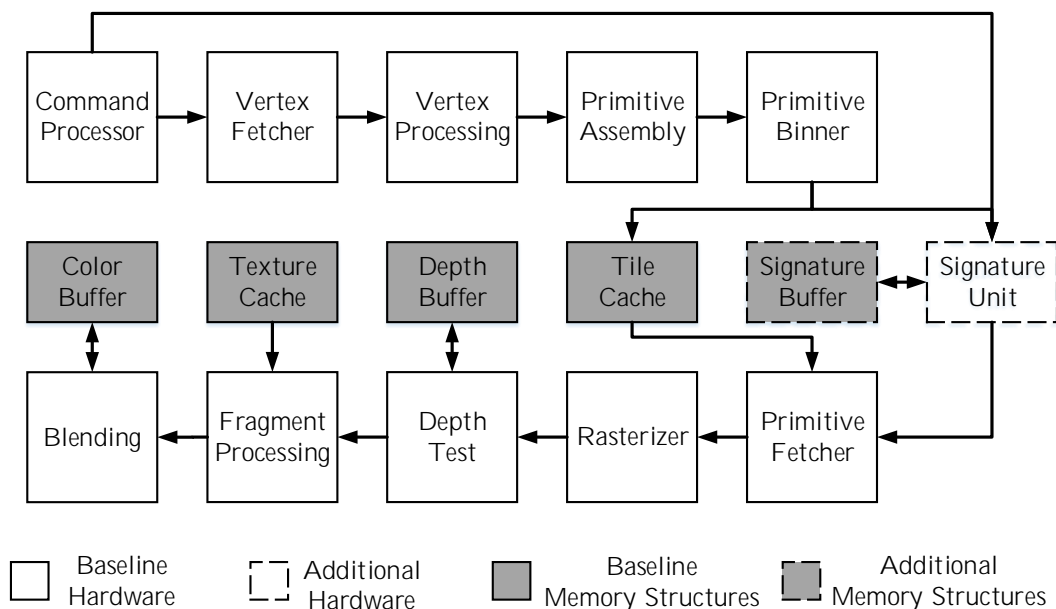 Command
Processor
Vertex
Fetcher
Vertex
Processing
Primitive
Assembly
Primitive
Binner
Color
Buffer
Texture
Cache
Depth
Buffer
Tile
Cache
Signature
Buffer
Signature
Unit
Blending
Fragment
Processing
Depth
Test
Rasterizer
Primitive
Fetcher
Baseline
Hardware
Additional
Hardware
Baseline
Memory Structures
Additional
Memory Structures